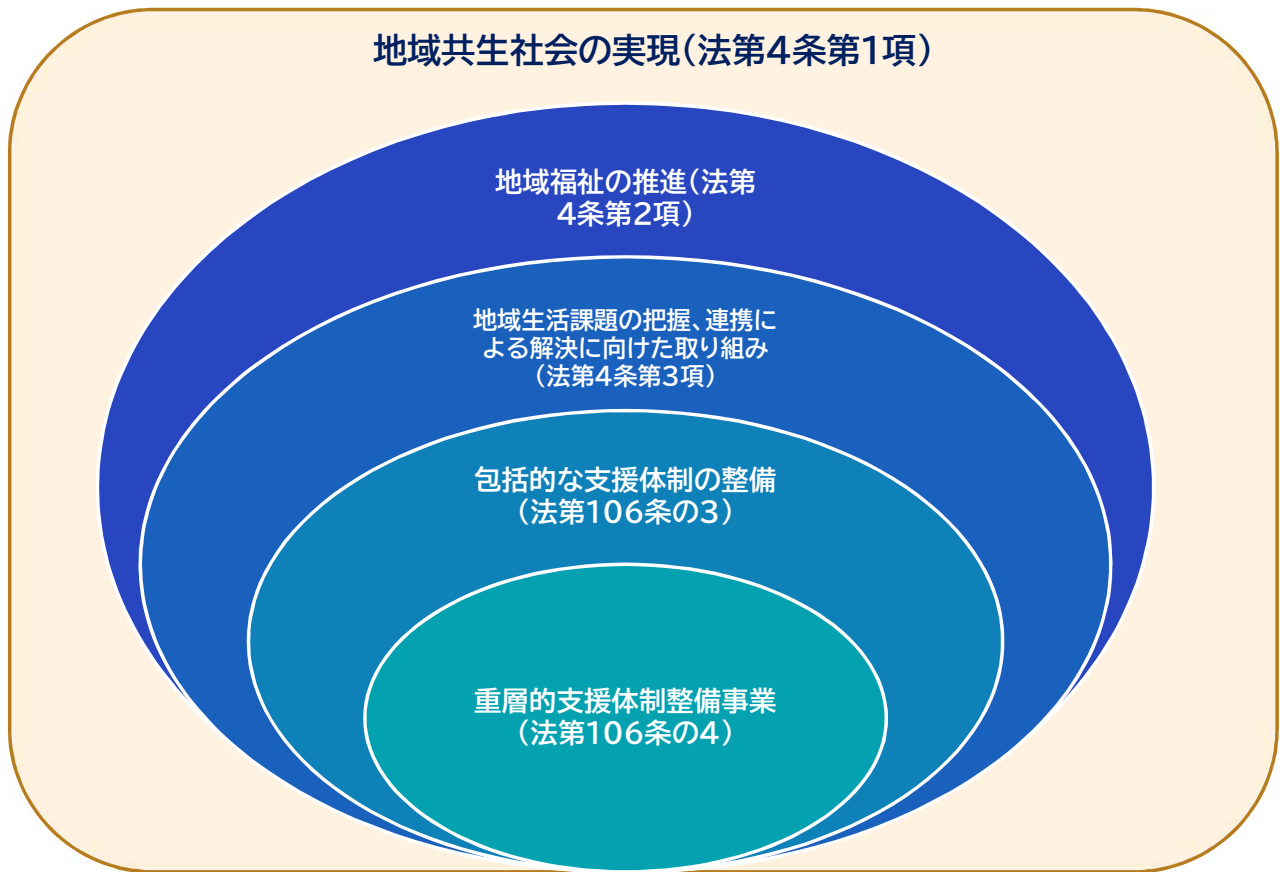 地域共生社会の実現(法第4条第1項)
地域福祉の推進(法第
4条第2項)
地域生活課題の把握、連携に
よる解決に向けた取り組み
(法第4条第3項)
包括的な支援体制の整備
(法第106条の3)
重層的支援体制整備事業
(法第106条の4)